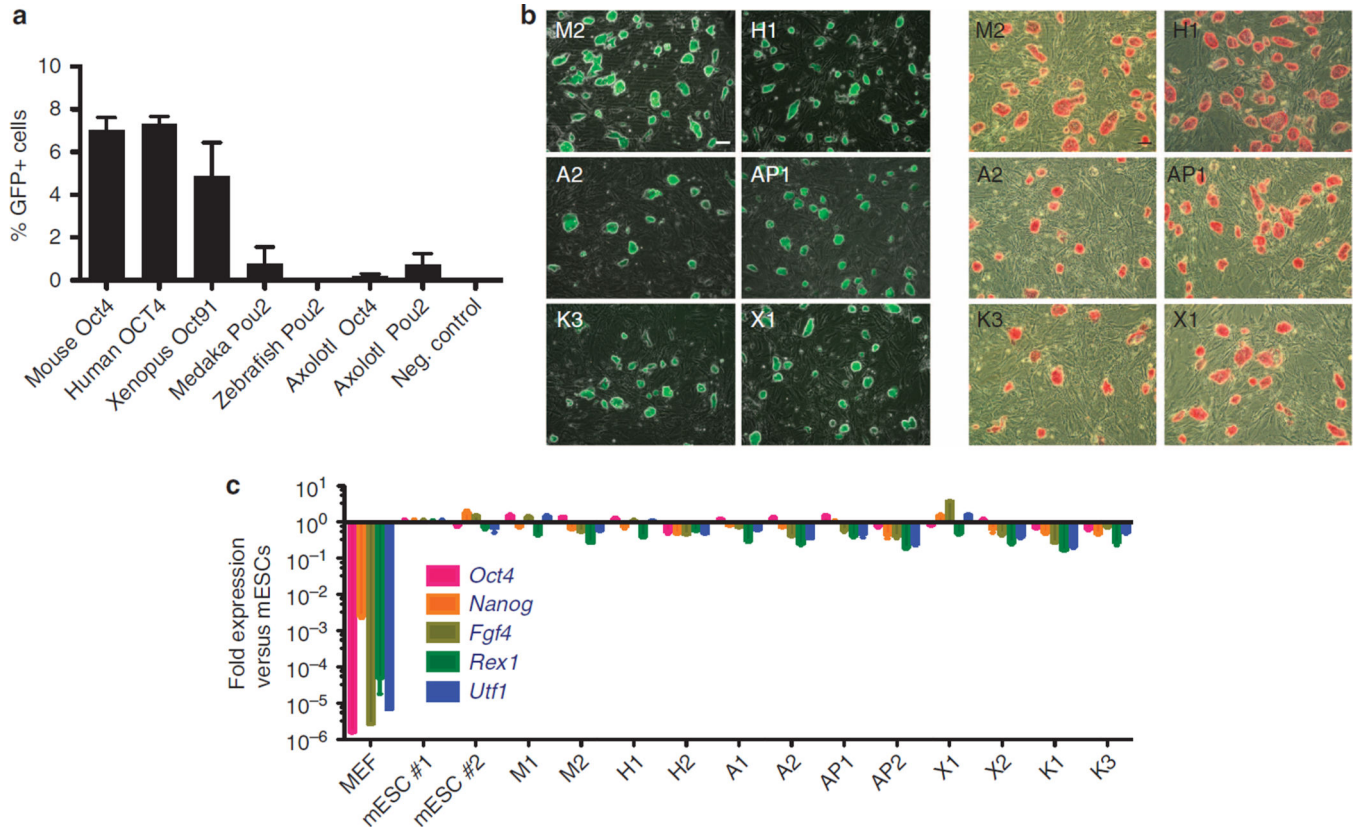 a
% GFP+ cells
10
8
6
4
2
0
Mouse Oct4
Human OCT4
Xenopus Oct91
Medaka Pou2
Zebrafish Pou2
Axolotl Oct4
Axolotl Pou2
Neg. control
b
M2
H1
A2
AP1
K3
X1
M2
H1
A2
AP1
K3
X1
c
Fold expression
versus mESCs
10¹
10⁰
10⁻¹
10⁻²
10⁻³
10⁻⁴
10⁻⁵
10⁻⁶
Oct4
Nanog
Fgf4
Rex1
Utf1
MEF
mESC #1
mESC #2
M1
M2
H1
H2
A1
A2
AP1
AP2
X1
X2
K1
K3